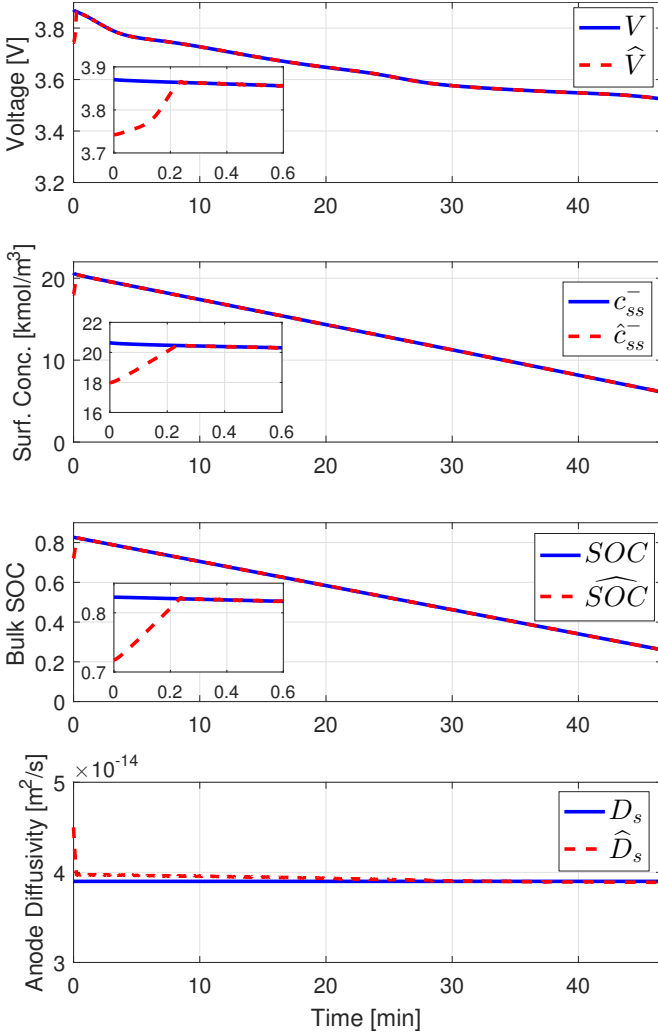 Voltage [V]
3.8
3.6
3.4
3.2
V
V̂
3.9
3.8
3.7
0 0.2 0.4 0.6
0 10 20 30 40
Surf. Conc. [kmol/m³]
20
10
0
c⁻ₛₛ
ĉ⁻ₛₛ
22
20
18
16
0 0.2 0.4 0.6
0 10 20 30 40
Bulk SOC
0.8
0.6
0.4
0.2
0
SOC
\widehat{SOC}
0.8
0.7
0 0.2 0.4 0.6
0 10 20 30 40
Anode Diffusivity [m²/s]
×10⁻¹⁴
5
4
3
Dₛ
D̂ₛ
0 10 20 30 40
Time [min]